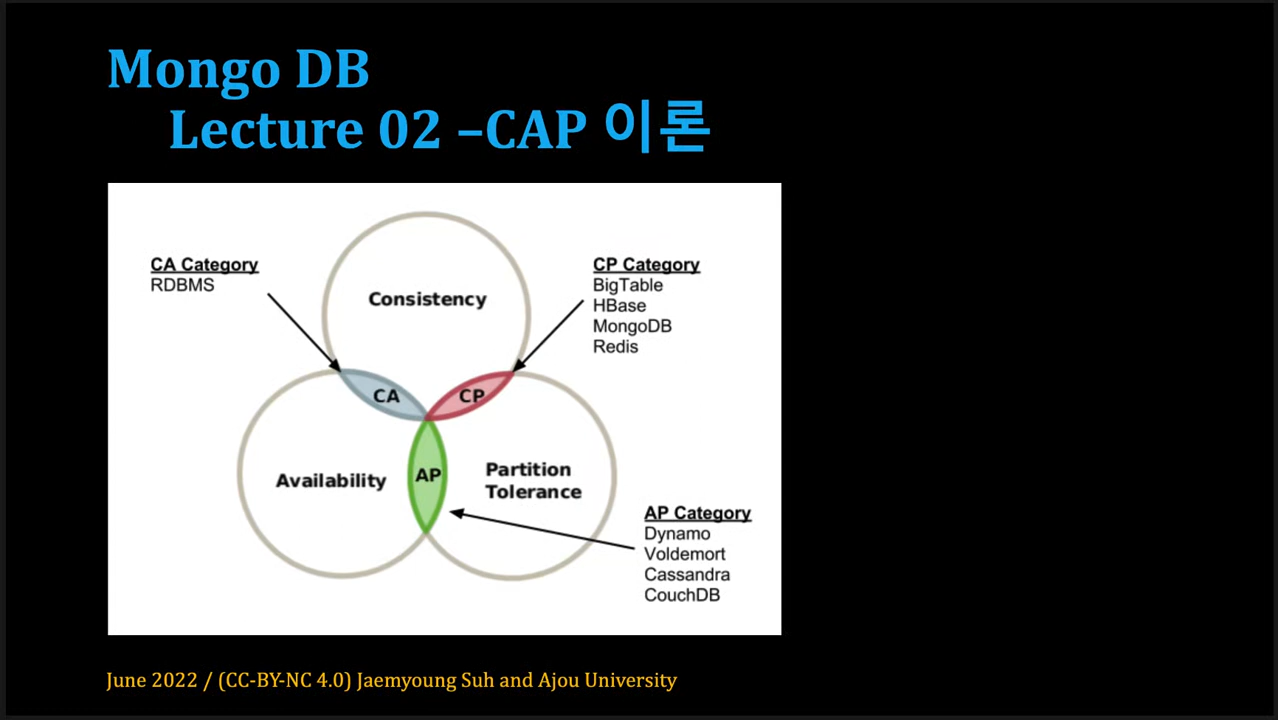 Mongo DB
Lecture 02 –CAP 이론
CA Category
RDBMS
Consistency
CP Category
BigTable
HBase
MongoDB
Redis
CA
CP
Availability
AP
Partition
Tolerance
AP Category
Dynamo
Voldemort
Cassandra
CouchDB
June 2022 / (CC-BY-NC 4.0) Jaemyoung Suh and Ajou University